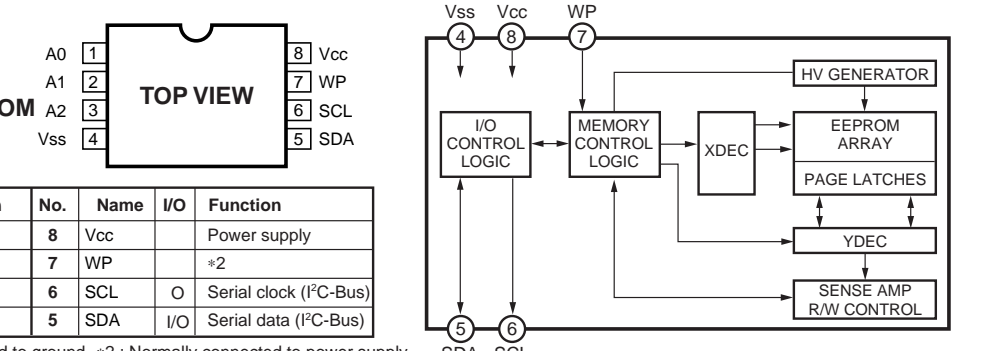 A0 1
A1 2
A2 3
Vss 4
TOP VIEW
8 Vcc
7 WP
6 SCL
5 SDA
OM
No. Name I/O Function
8 Vcc Power supply
7 WP *2
6 SCL O Serial clock (I²C-Bus)
5 SDA I/O Serial data (I²C-Bus)
to ground *2 : Normally connected to power supply
Vss Vcc WP
4 8 7
HV GENERATOR
I/O
CONTROL
LOGIC
MEMORY
CONTROL
LOGIC
XDEC
EEPROM
ARRAY
PAGE LATCHES
YDEC
SENSE AMP
R/W CONTROL
5 6
SDA SCL